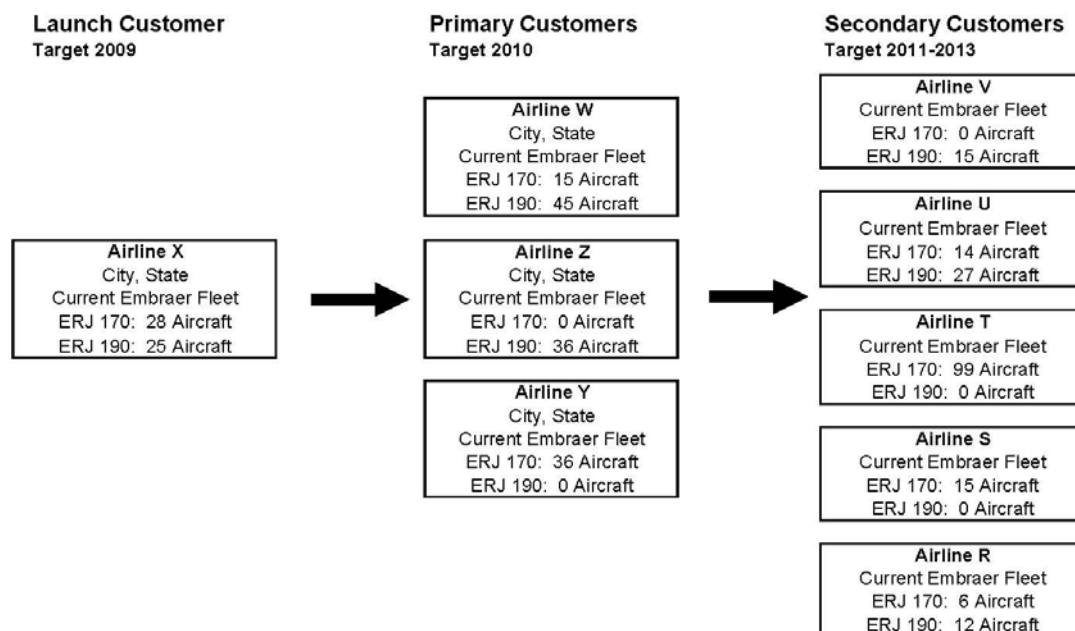 Launch Customer
Target 2009
Airline X
City, State
Current Embraer Fleet
ERJ 170: 28 Aircraft
ERJ 190: 25 Aircraft
Primary Customers
Target 2010
Airline W
City, State
Current Embraer Fleet
ERJ 170: 15 Aircraft
ERJ 190: 45 Aircraft
Airline Z
City, State
Current Embraer Fleet
ERJ 170: 0 Aircraft
ERJ 190: 36 Aircraft
Airline Y
City, State
Current Embraer Fleet
ERJ 170: 36 Aircraft
ERJ 190: 0 Aircraft
Secondary Customers
Target 2011-2013
Airline V
Current Embraer Fleet
ERJ 170: 0 Aircraft
ERJ 190: 15 Aircraft
Airline U
Current Embraer Fleet
ERJ 170: 14 Aircraft
ERJ 190: 27 Aircraft
Airline T
Current Embraer Fleet
ERJ 170: 99 Aircraft
ERJ 190: 0 Aircraft
Airline S
Current Embraer Fleet
ERJ 170: 15 Aircraft
ERJ 190: 0 Aircraft
Airline R
Current Embraer Fleet
ERJ 170: 6 Aircraft
ERJ 190: 12 Aircraft